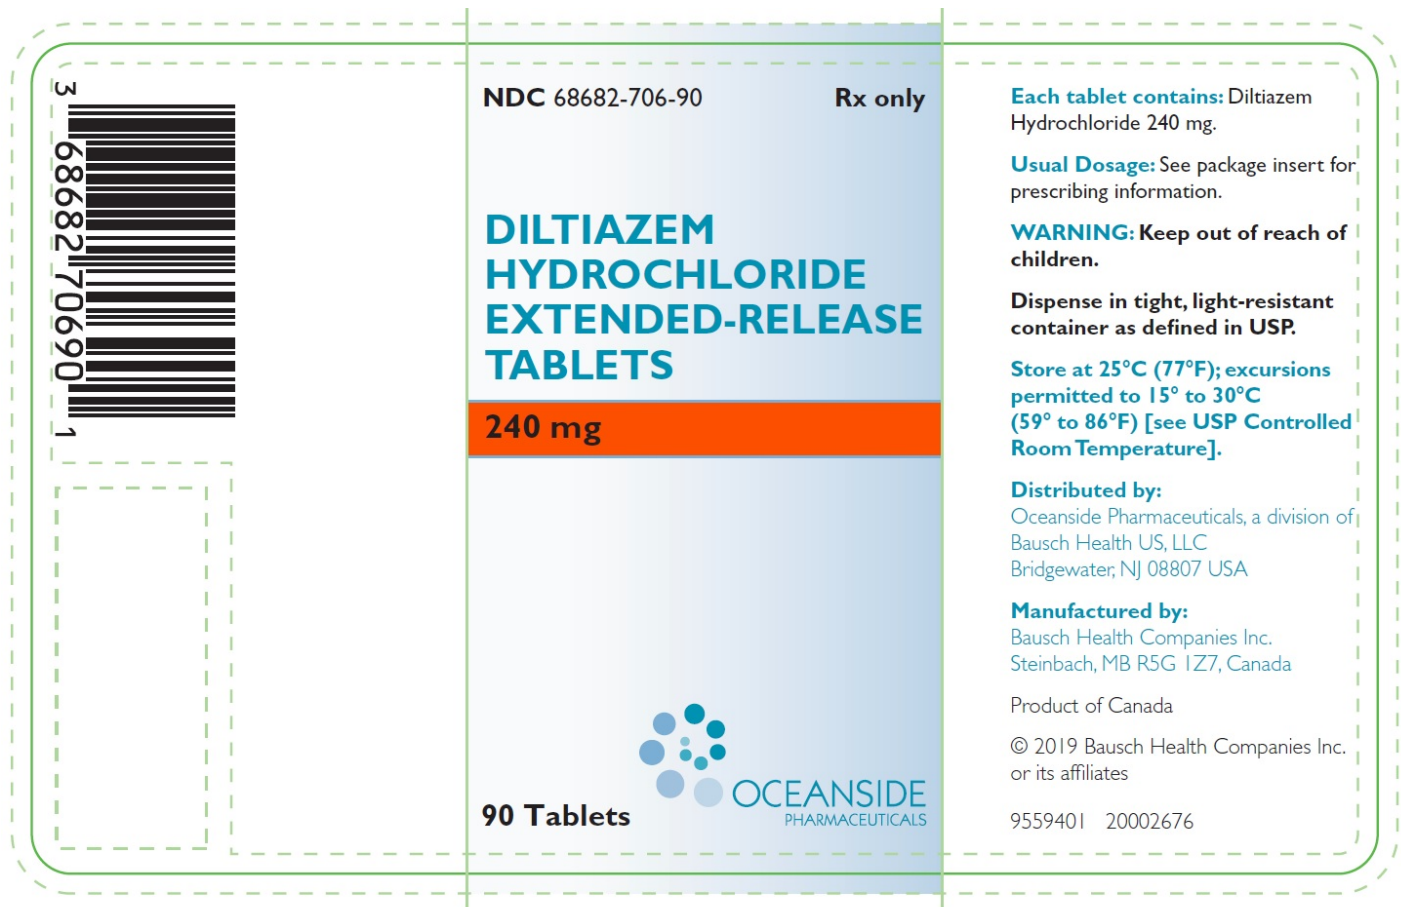 3 68682 70690 1
NDC 68682-706-90 Rx only
DILTIAZEM
HYDROCHLORIDE
EXTENDED-RELEASE
TABLETS
240 mg
90 Tablets
OCEANSIDE
PHARMACEUTICALS
Each tablet contains: Diltiazem
Hydrochloride 240 mg.
Usual Dosage: See package insert for
prescribing information.
WARNING: Keep out of reach of
children.
Dispense in tight, light-resistant
container as defined in USP.
Store at 25°C (77°F); excursions
permitted to 15° to 30°C
(59° to 86°F) [see USP Controlled
Room Temperature].
Distributed by:
Oceanside Pharmaceuticals, a division of
Bausch Health US, LLC
Bridgewater, NJ 08807 USA
Manufactured by:
Bausch Health Companies Inc.
Steinbach, MB R5G 1Z7, Canada
Product of Canada
© 2019 Bausch Health Companies Inc.
or its affiliates
9559401 20002676